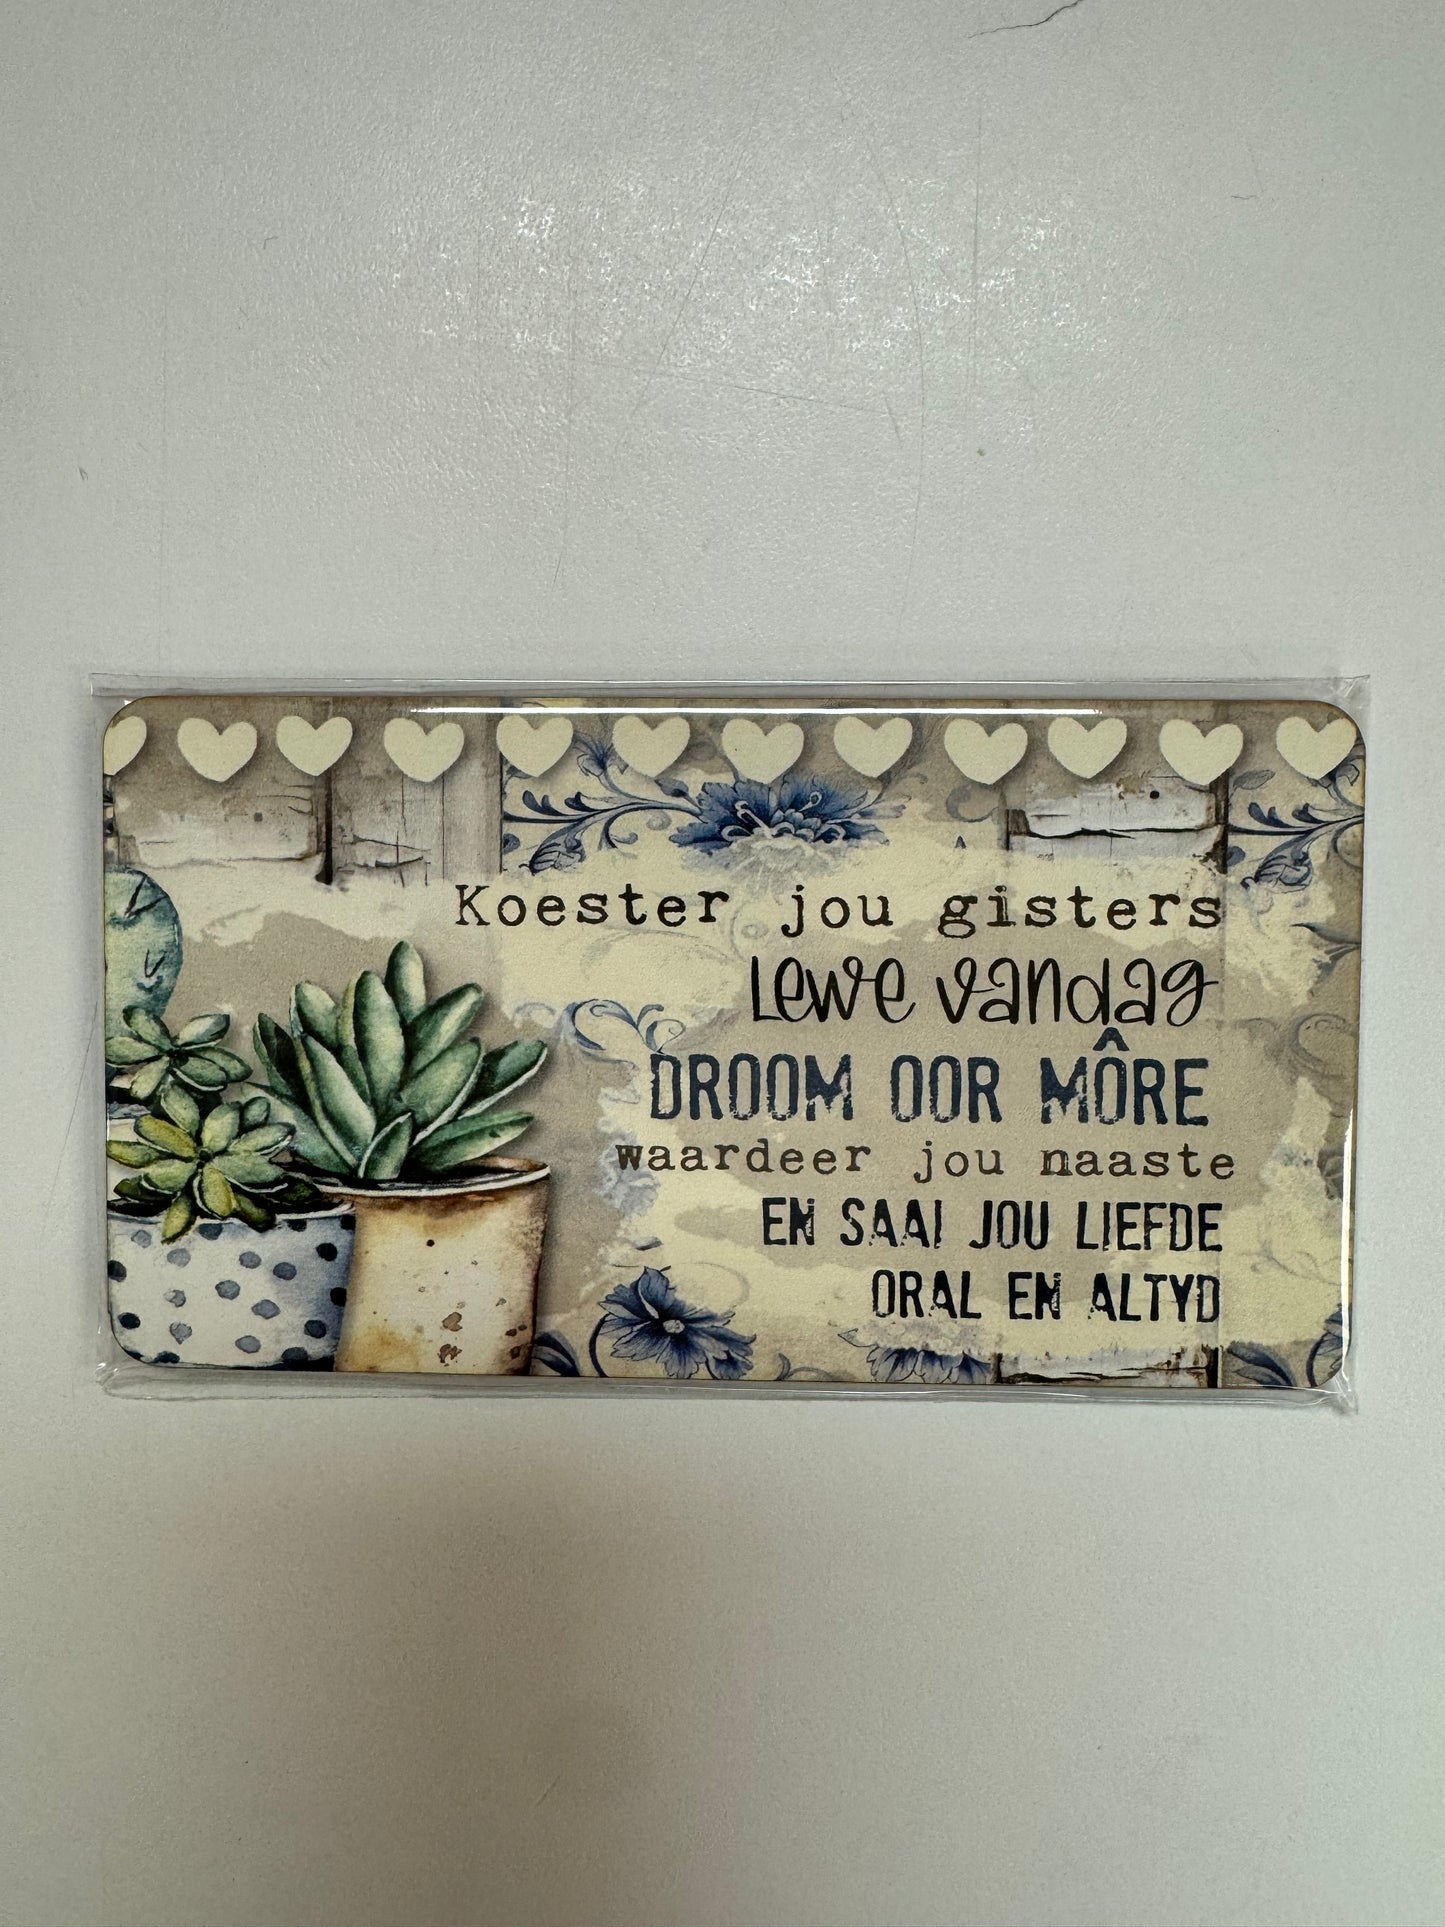 Koester jou gisters
Lewe vandag
DROOM OOR MÔRE
waardeer jou naaste
EN SAAI JOU LIEFDE
ORAL EN ALTYD